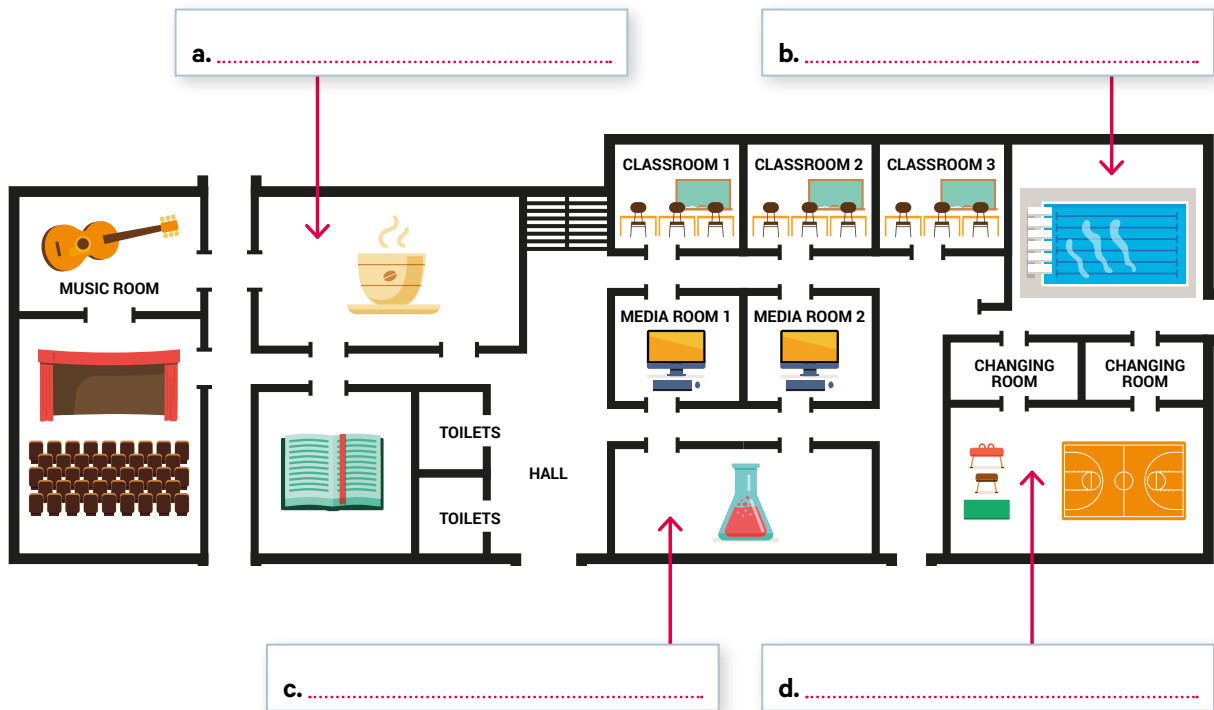 a.
b.
CLASSROOM 1
CLASSROOM 2
CLASSROOM 3
MUSIC ROOM
MEDIA ROOM 1
MEDIA ROOM 2
CHANGING
ROOM
CHANGING
ROOM
TOILETS
HALL
TOILETS
c.
d.